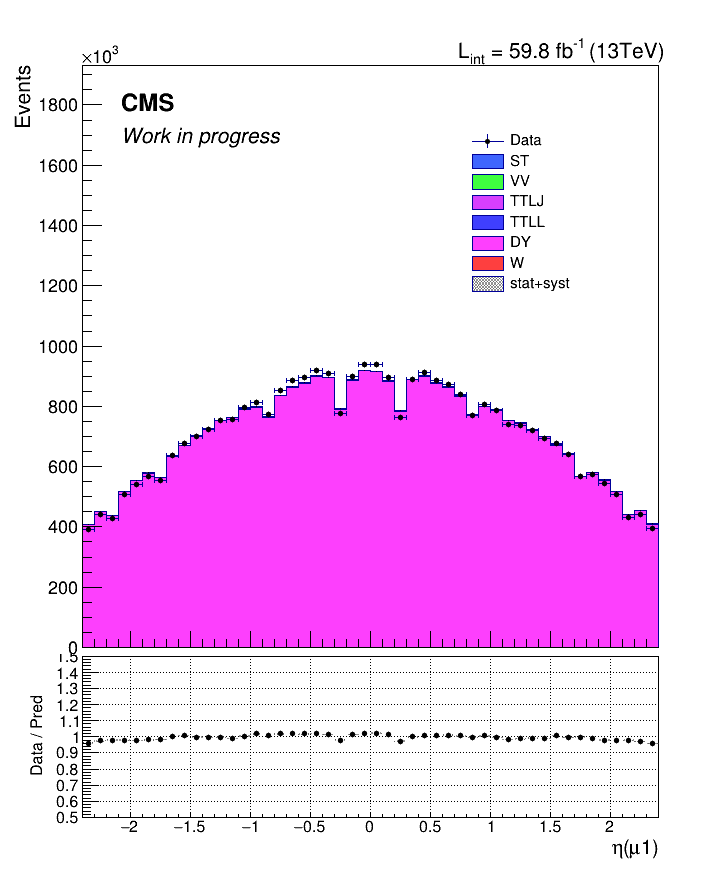 ×10³
L_int = 59.8 fb⁻¹ (13TeV)
Events
CMS
Work in progress
Data
ST
VV
TTLJ
TTLL
DY
W
stat+syst
1800
1600
1400
1200
1000
800
600
400
200
0
Data / Pred
1.5
1.4
1.3
1.2
1.1
1
0.9
0.8
0.7
0.6
0.5
−2 −1.5 −1 −0.5 0 0.5 1 1.5 2
η(μ1)